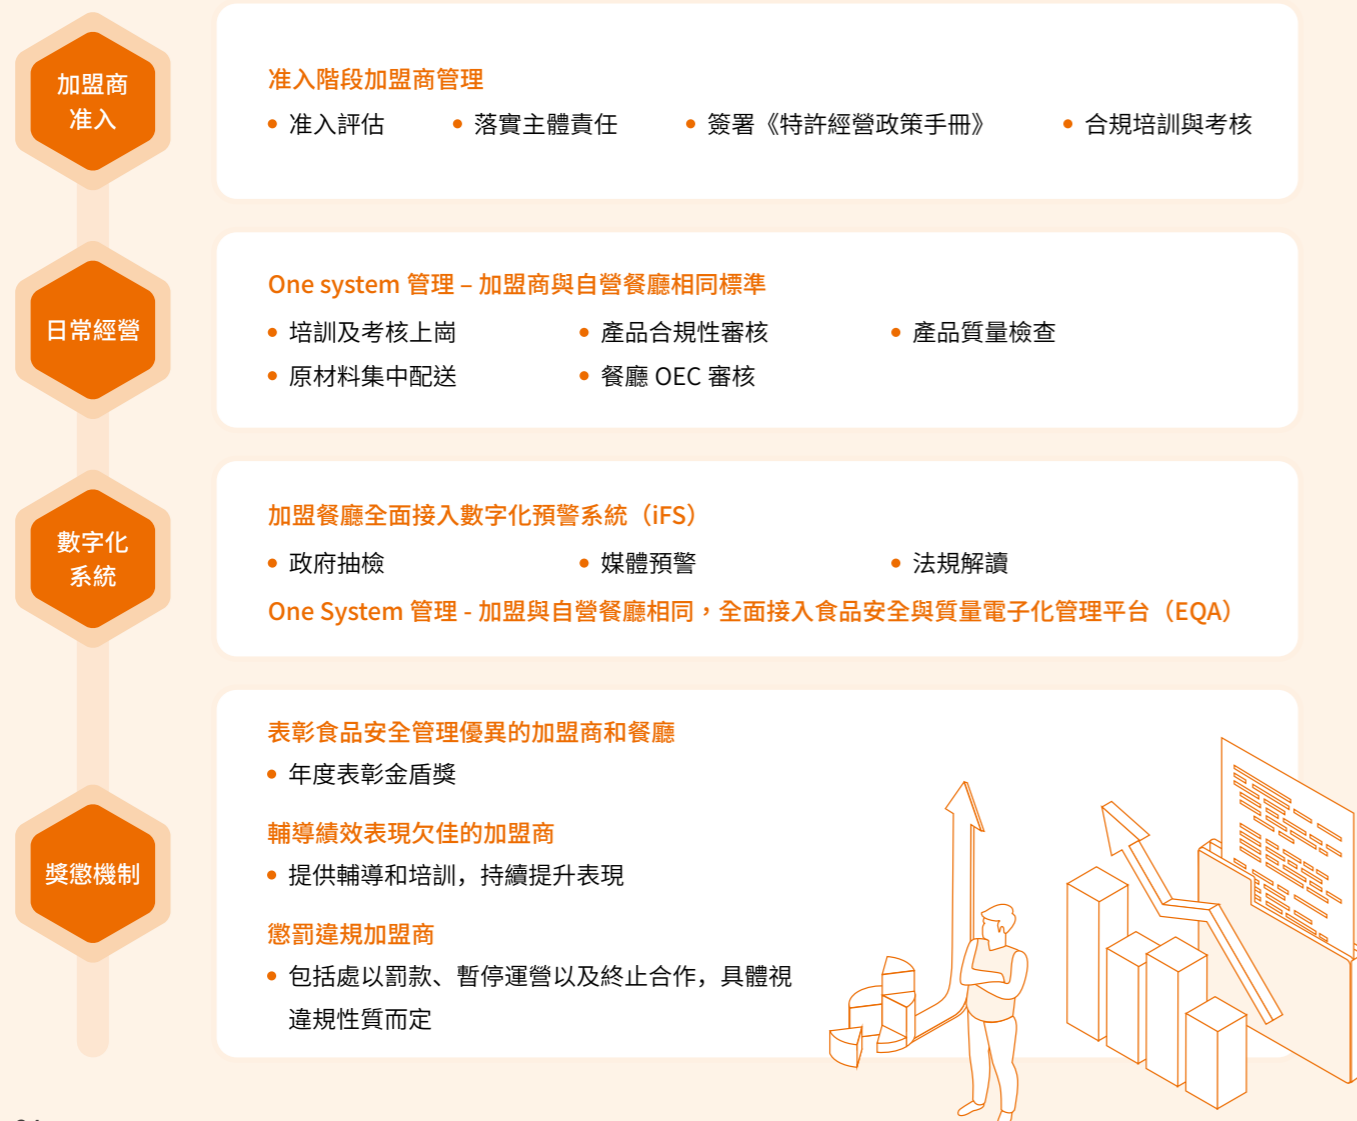 加盟商
准入
准入階段加盟商管理
• 准入評估 • 落實主體責任 • 簽署《特許經營政策手冊》 • 合規培訓與考核
日常經營
One system 管理 – 加盟商與自營餐廳相同標準
• 培訓及考核上崗 • 產品合規性審核 • 產品質量檢查
• 原材料集中配送 • 餐廳 OEC 審核
數字化
系統
加盟餐廳全面接入數字化預警系統（iFS）
• 政府抽檢 • 媒體預警 • 法規解讀
One System 管理 - 加盟與自營餐廳相同，全面接入食品安全與質量電子化管理平台（EQA）
獎懲機制
表彰食品安全管理優異的加盟商和餐廳
• 年度表彰金盾獎
輔導績效表現欠佳的加盟商
• 提供輔導和培訓，持續提升表現
懲罰違規加盟商
• 包括處以罰款、暫停運營以及終止合作，具體視
違規性質而定